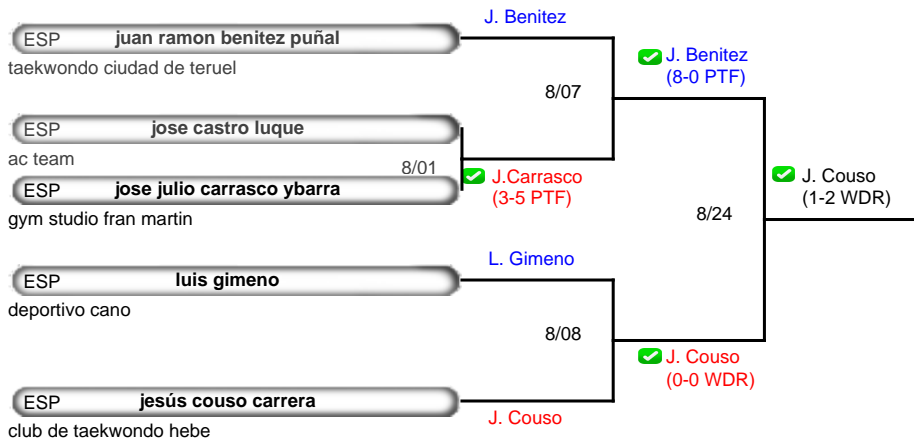 J. Benitez
ESP juan ramon benitez puñal
taekwondo ciudad de teruel
J. Benitez
(8-0 PTF)
8/07
ESP jose castro luque
ac team
8/01
ESP jose julio carrasco ybarra
gym studio fran martin
J.Carrasco
(3-5 PTF)
J. Couso
(1-2 WDR)
8/24
L. Gimeno
ESP luis gimeno
deportivo cano
8/08
J. Couso
(0-0 WDR)
ESP jesús couso carrera
J. Couso
club de taekwondo hebe